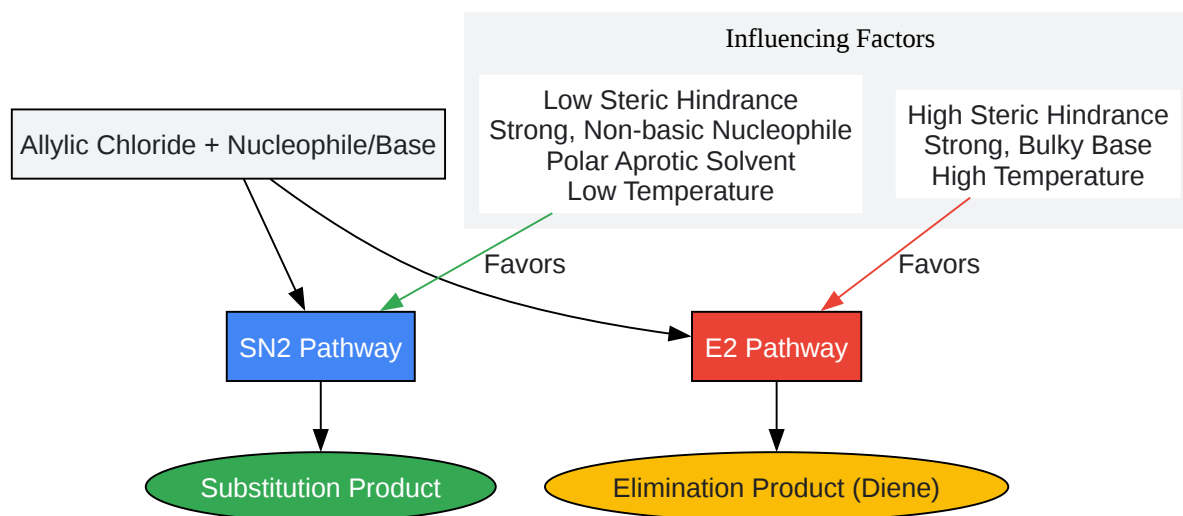 Influencing Factors
Low Steric Hindrance
Strong, Non-basic Nucleophile
Polar Aprotic Solvent
Low Temperature
High Steric Hindrance
Strong, Bulky Base
High Temperature
Allylic Chloride + Nucleophile/Base
Favors
Favors
SN2 Pathway
E2 Pathway
Substitution Product
Elimination Product (Diene)